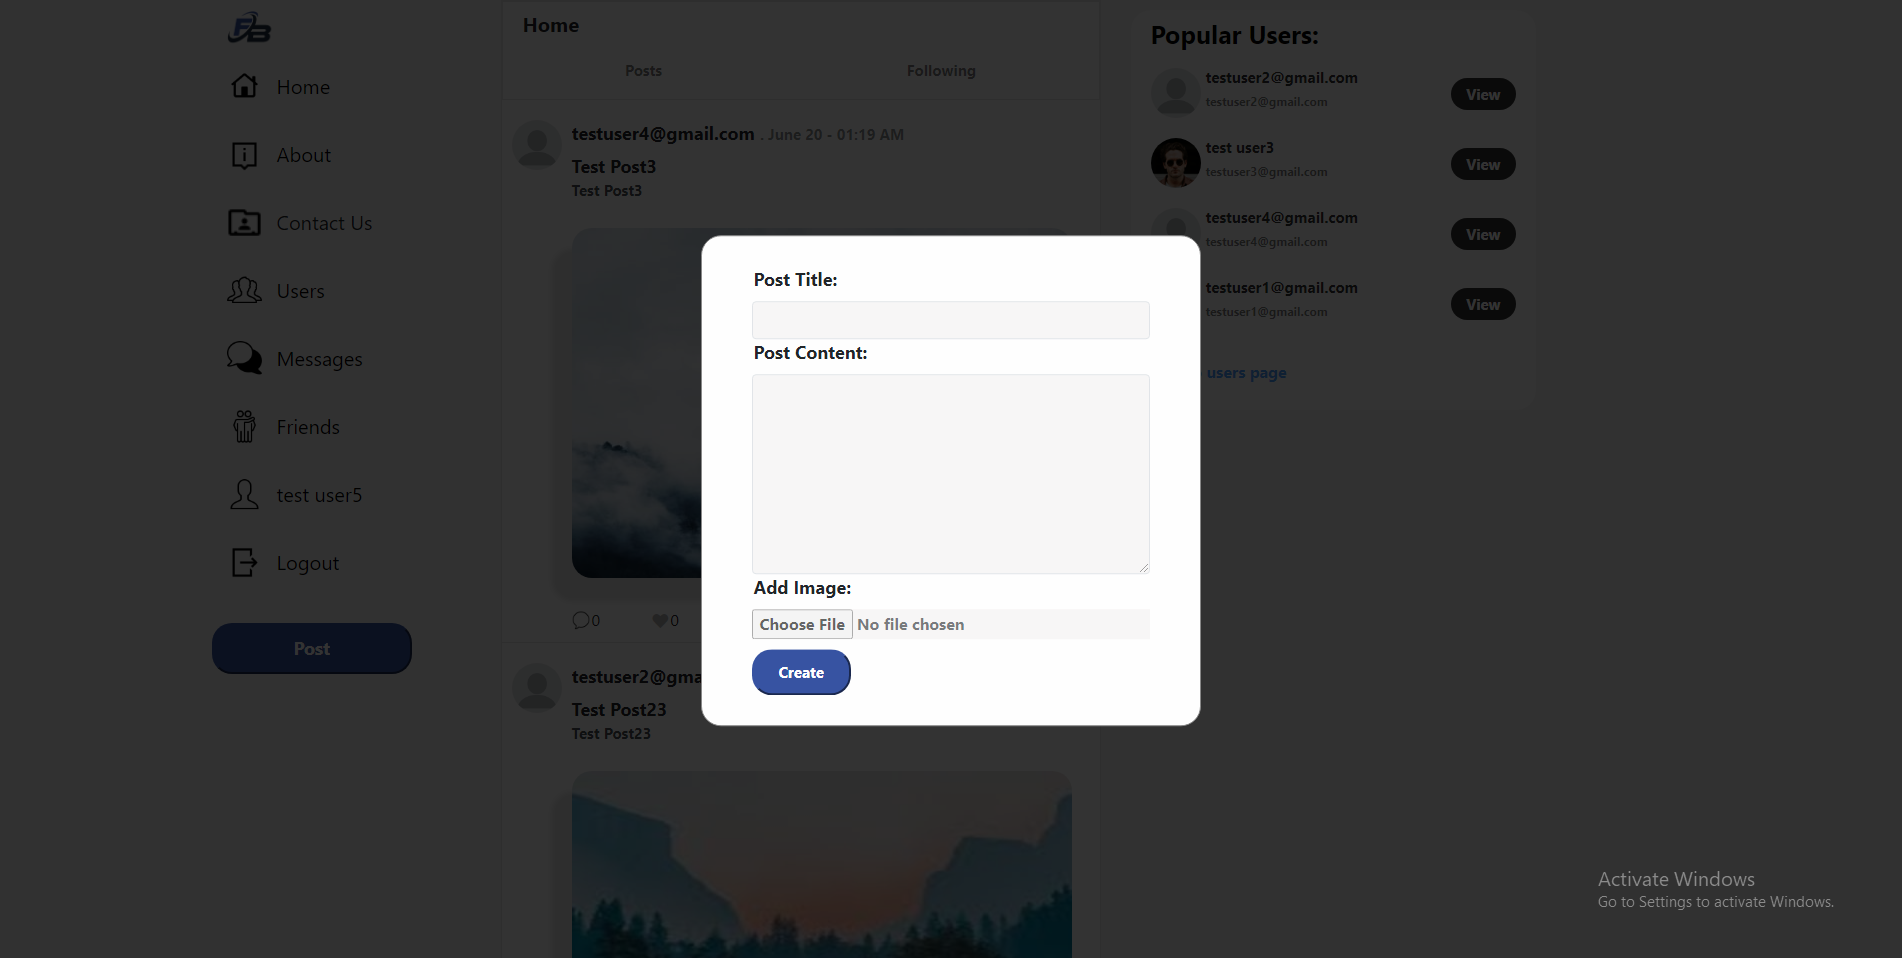 FB
Home
About
Contact Us
Users
Messages
Friends
test user5
Logout
Post
Home
Posts
Following
testuser4@gmail.com . June 20 - 01:19 AM
Test Post3
Test Post3
0
0
testuser2@gma
Test Post23
Test Post23
Post Title:
Post Content:
Add Image:
Choose File No file chosen
Create
Popular Users:
testuser2@gmail.com
testuser2@gmail.com
View
test user3
testuser3@gmail.com
View
testuser4@gmail.com
testuser4@gmail.com
View
testuser1@gmail.com
testuser1@gmail.com
View
users page
Activate Windows
Go to Settings to activate Windows.